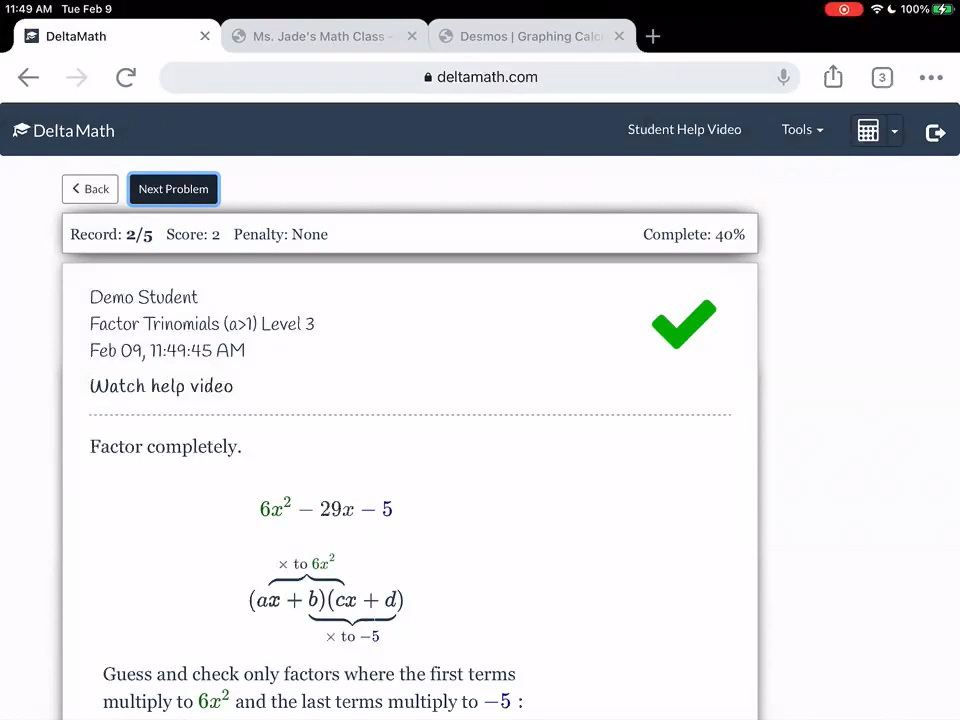 11:49 AM Tue Feb 9
100%
DeltaMath
Ms. Jade's Math Class -
Desmos | Graphing Calcu
deltamath.com
3
DeltaMath
Student Help Video
Tools
Back
Next Problem
Record: 2/5 Score: 2 Penalty: None
Complete: 40%
Demo Student
Factor Trinomials (a>1) Level 3
Feb 09, 11:49:45 AM
Watch help video
Factor completely.
6x² − 29x − 5
× to 6x²
(ax + b)(cx + d)
× to −5
Guess and check only factors where the first terms
multiply to 6x² and the last terms multiply to −5 :